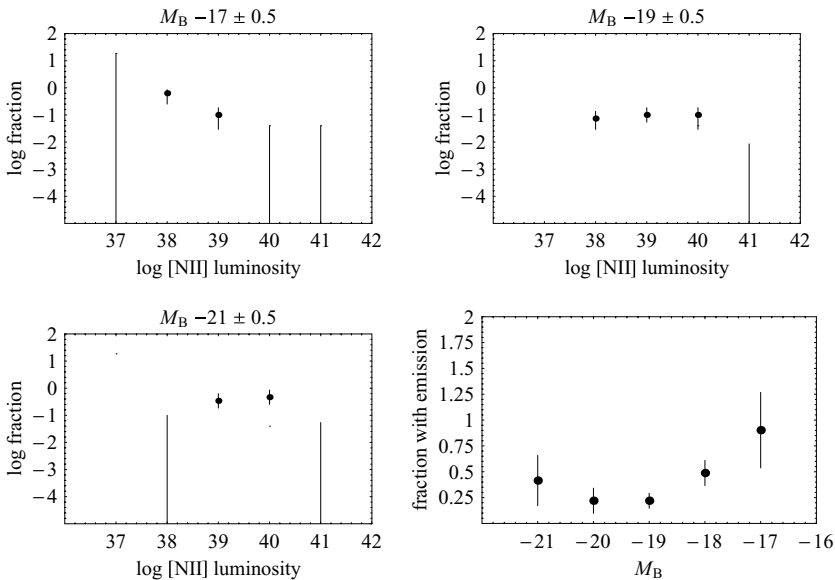 M_B −17 ± 0.5
log fraction
2
1
0
−1
−2
−3
−4
37 38 39 40 41 42
log [NII] luminosity
M_B −19 ± 0.5
log fraction
2
1
0
−1
−2
−3
−4
37 38 39 40 41 42
log [NII] luminosity
M_B −21 ± 0.5
log fraction
2
1
0
−1
−2
−3
−4
37 38 39 40 41 42
log [NII] luminosity
fraction with emission
2
1.75
1.5
1.25
1
0.75
0.5
0.25
−21 −20 −19 −18 −17 −16
M_B